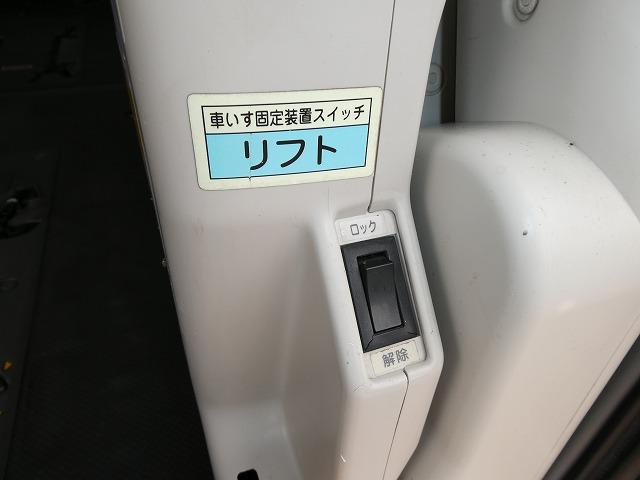 車いす固定装置スイッチ
リフト
ロック
解除